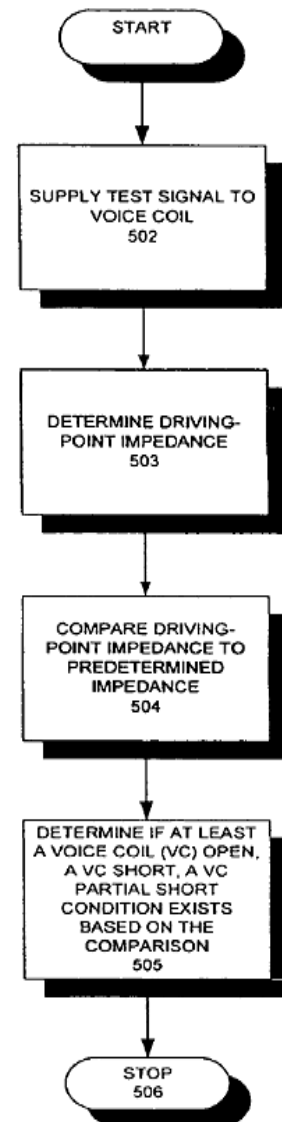 START
SUPPLY TEST SIGNAL TO
VOICE COIL
502
DETERMINE DRIVING-
POINT IMPEDANCE
503
COMPARE DRIVING-
POINT IMPEDANCE TO
PREDETERMINED
IMPEDANCE
504
DETERMINE IF AT LEAST
A VOICE COIL (VC) OPEN,
A VC SHORT, A VC
PARTIAL SHORT
CONDITION EXISTS
BASED ON THE
COMPARISON
505
STOP
506